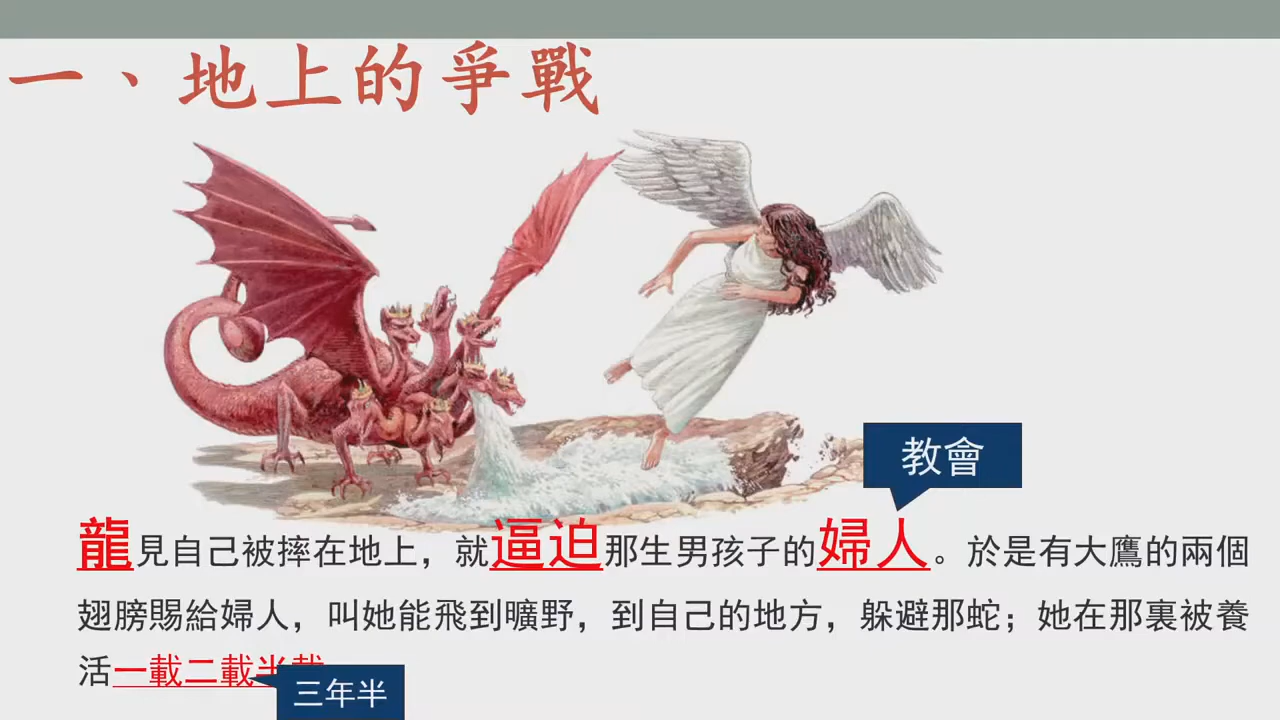 一、地上的爭戰
教會
龍見自己被摔在地上，就逼迫那生男孩子的婦人。於是有大鷹的兩個
翅膀賜給婦人，叫她能飛到曠野，到自己的地方，躲避那蛇；她在那裏被養
活一載二載半載
三年半